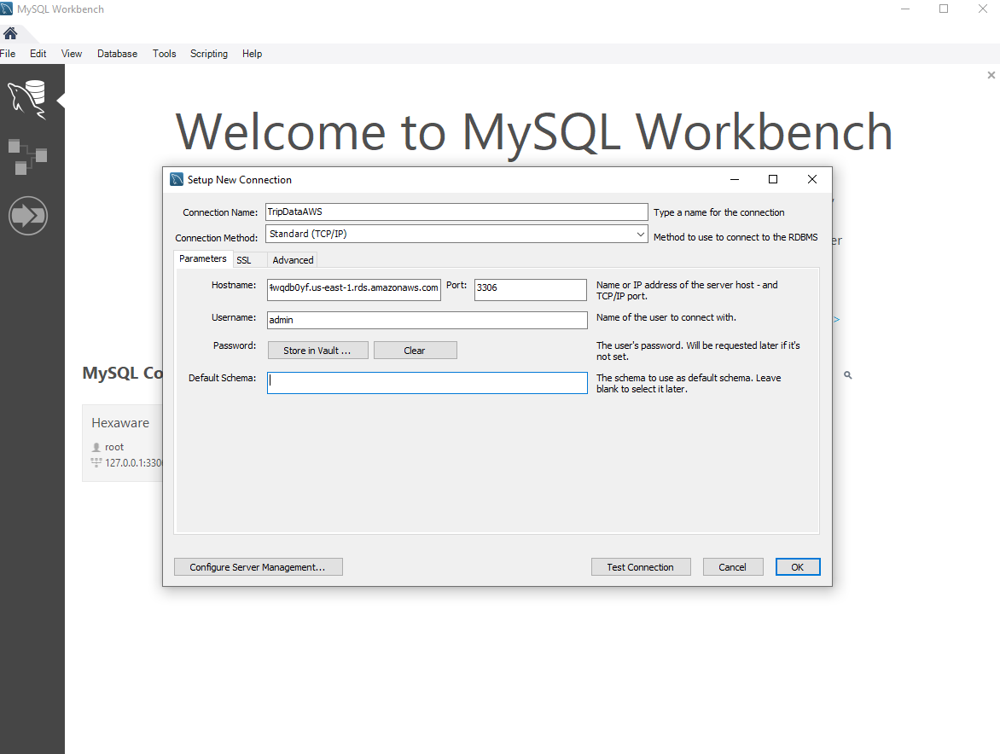 MySQL Workbench
File Edit View Database Tools Scripting Help
Welcome to MySQL Workbench
Setup New Connection
Connection Name: TripDataAWS Type a name for the connection
Connection Method: Standard (TCP/IP) Method to use to connect to the RDBMS
Parameters SSL Advanced
Hostname: wqdb0yf.us-east-1.rds.amazonaws.com Port: 3306 Name or IP address of the server host - and
TCP/IP port.
Username: admin Name of the user to connect with.
Password: Store in Vault ... Clear The user's password. Will be requested later if it's
not set.
Default Schema: The schema to use as default schema. Leave
blank to select it later.
Configure Server Management... Test Connection Cancel OK
MySQL Co
Hexaware
root
127.0.0.1:330
er
>